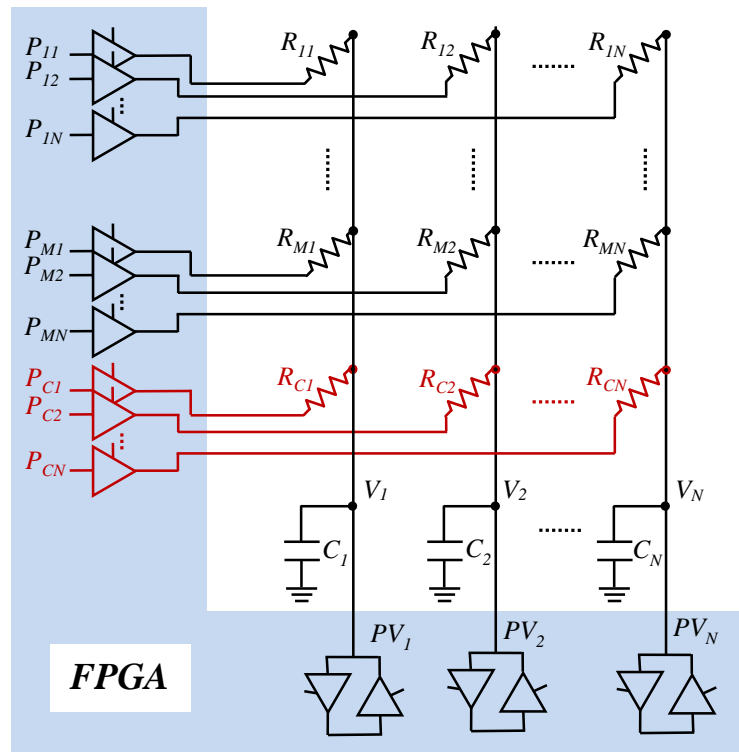 P11 R11 R12 R1N
P12
P1N
PM1 RM1 RM2 RMN
PM2
PMN
PC1 RC1 RC2 RCN
PC2
PCN
V1 V2 VN
C1 C2 CN
PV1 PV2 PVN
FPGA